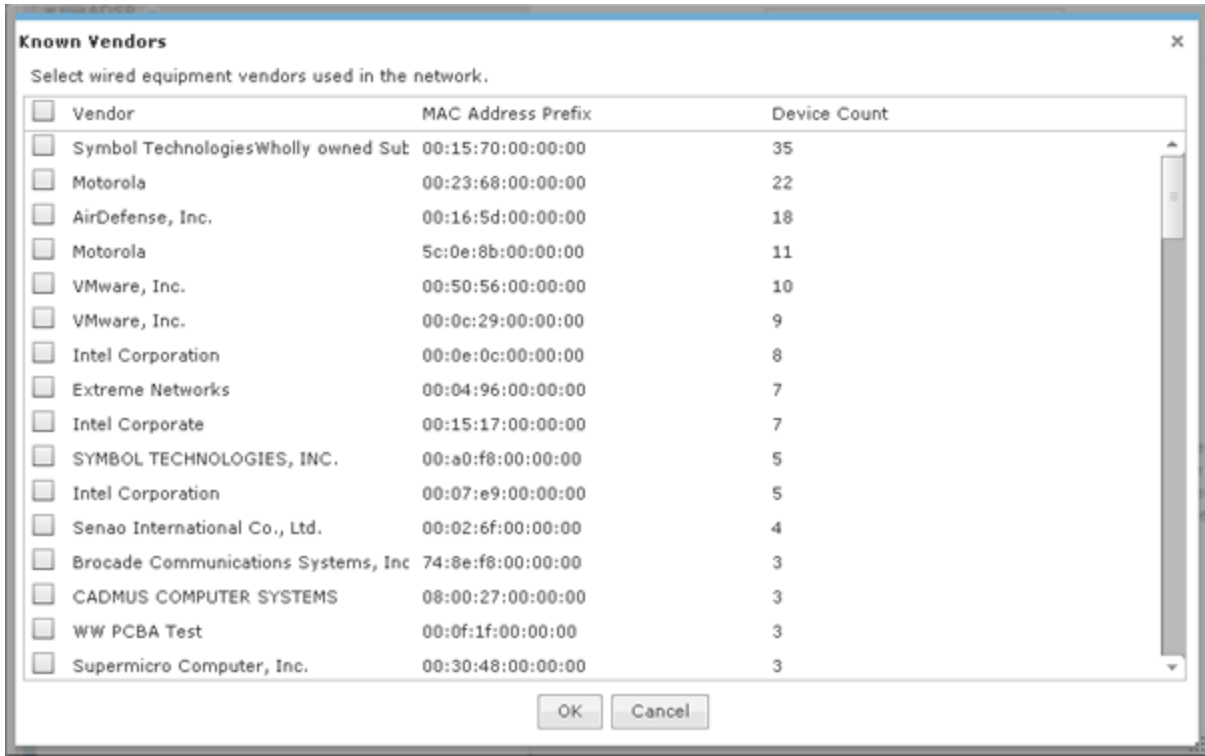 Known Vendors
Select wired equipment vendors used in the network.
Vendor MAC Address Prefix Device Count
Symbol TechnologiesWholly owned Sub 00:15:70:00:00:00 35
Motorola 00:23:68:00:00:00 22
AirDefense, Inc. 00:16:5d:00:00:00 18
Motorola 5c:0e:8b:00:00:00 11
VMware, Inc. 00:50:56:00:00:00 10
VMware, Inc. 00:0c:29:00:00:00 9
Intel Corporation 00:0e:0c:00:00:00 8
Extreme Networks 00:04:96:00:00:00 7
Intel Corporate 00:15:17:00:00:00 7
SYMBOL TECHNOLOGIES, INC. 00:a0:f8:00:00:00 5
Intel Corporation 00:07:e9:00:00:00 5
Senao International Co., Ltd. 00:02:6f:00:00:00 4
Brocade Communications Systems, Inc 74:8e:f8:00:00:00 3
CADMUS COMPUTER SYSTEMS 08:00:27:00:00:00 3
WW PCBA Test 00:0f:1f:00:00:00 3
Supermicro Computer, Inc. 00:30:48:00:00:00 3
OK Cancel